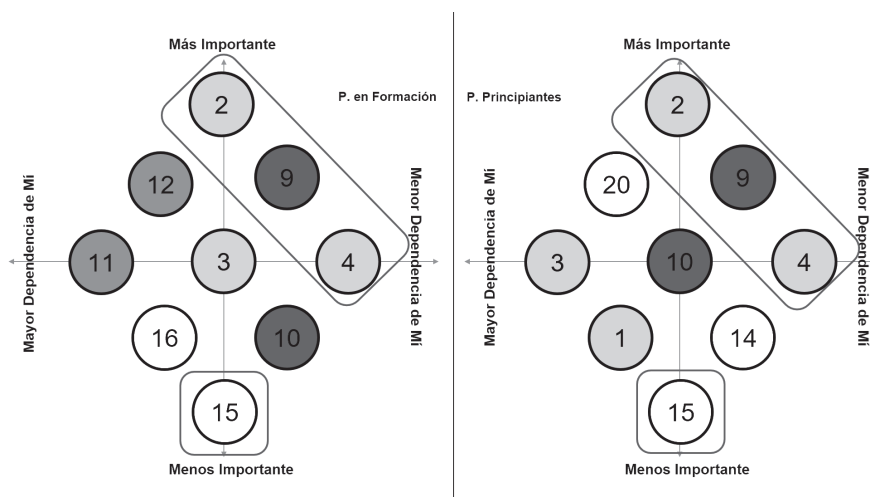 Más Importante
P. en Formación
2
12
9
Mayor Dependencia de Mí
11
3
4
Menor Dependencia de Mí
16
10
15
Menos Importante
Más Importante
P. Principiantes
2
20
9
Mayor Dependencia de Mí
3
10
4
Menor Dependencia de Mí
1
14
15
Menos Importante